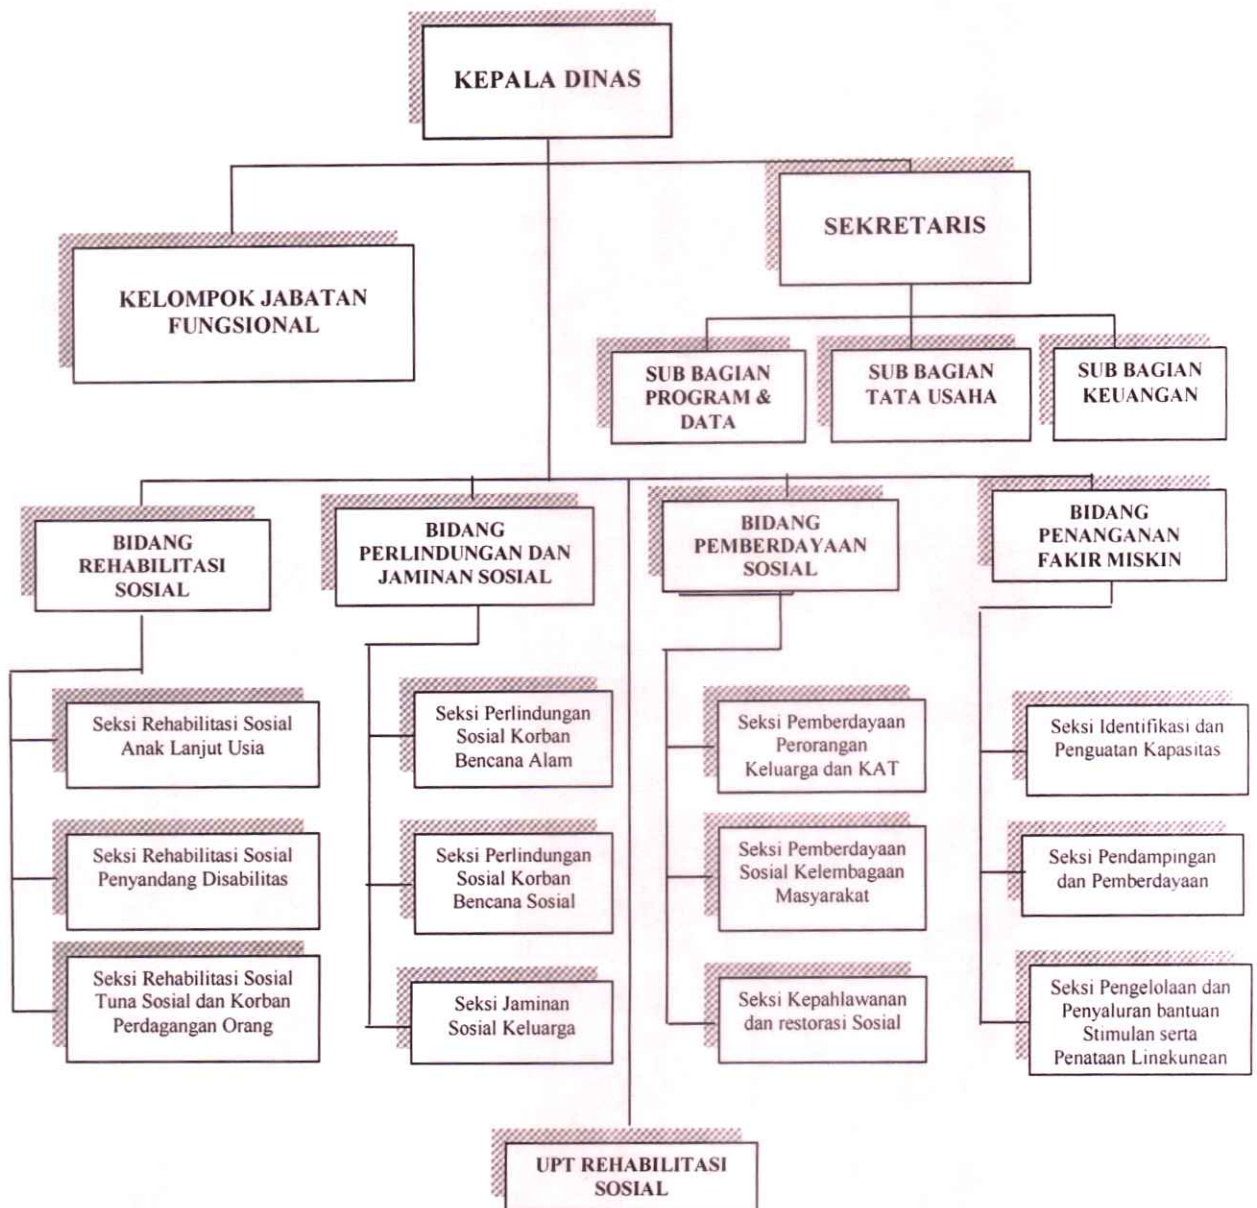 KEPALA DINAS
SEKRETARIS
KELOMPOK JABATAN
FUNGSIONAL
SUB BAGIAN
PROGRAM &
DATA
SUB BAGIAN
TATA USAHA
SUB BAGIAN
KEUANGAN
BIDANG
REHABILITASI
SOSIAL
BIDANG
PERLINDUNGAN DAN
JAMINAN SOSIAL
BIDANG
PEMBERDAYAAN
SOSIAL
BIDANG
PENANGANAN
FAKIR MISKIN
Seksi Rehabilitasi Sosial
Anak Lanjut Usia
Seksi Perlindungan
Sosial Korban
Bencana Alam
Seksi Pemberdayaan
Perorangan
Keluarga dan KAT
Seksi Identifikasi dan
Penguatan Kapasitas
Seksi Rehabilitasi Sosial
Penyandang Disabilitas
Seksi Perlindungan
Sosial Korban
Bencana Sosial
Seksi Pemberdayaan
Sosial Kelembagaan
Masyarakat
Seksi Pendampingan
dan Pemberdayaan
Seksi Rehabilitasi Sosial
Tuna Sosial dan Korban
Perdagangan Orang
Seksi Jaminan
Sosial Keluarga
Seksi Kepahlawanan
dan restorasi Sosial
Seksi Pengelolaan dan
Penyaluran bantuan
Stimulan serta
Penataan Lingkungan
UPT REHABILITASI
SOSIAL